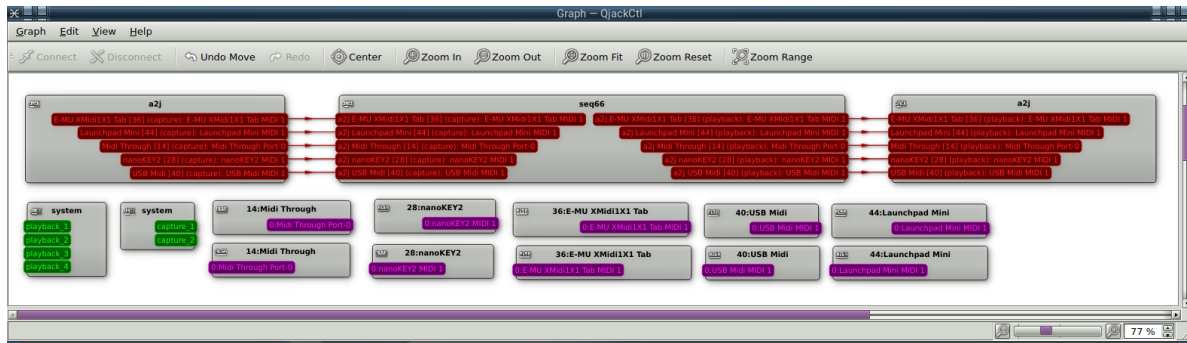 Graph — QjackCtl
Graph Edit View Help
Connect Disconnect Undo Move Redo Center Zoom In Zoom Out Zoom Fit Zoom Reset Zoom Range
a2j
E-MU XMidi1X1 Tab [36] (capture): E-MU XMidi1X1 Tab MIDI 1
Launchpad Mini [44] (capture): Launchpad Mini MIDI 1
Midi Through [14] (capture): Midi Through Port-0
nanoKEY2 [28] (capture): nanoKEY2 MIDI 1
USB Midi [40] (capture): USB Midi MIDI 1
seq66
a2j E-MU XMidi1X1 Tab [36] (capture): E-MU XMidi1X1 Tab MIDI 1
a2j Launchpad Mini [44] (capture): Launchpad Mini MIDI 1
a2j Midi Through [14] (capture): Midi Through Port-0
a2j nanoKEY2 [28] (capture): nanoKEY2 MIDI 1
a2j USB Midi [40] (capture): USB Midi MIDI 1
a2j E-MU XMidi1X1 Tab [36] (playback): E-MU XMidi1X1 Tab MIDI 1
a2j Launchpad Mini [44] (playback): Launchpad Mini MIDI 1
a2j Midi Through [14] (playback): Midi Through Port-0
a2j nanoKEY2 [28] (playback): nanoKEY2 MIDI 1
a2j USB Midi [40] (playback): USB Midi MIDI 1
a2j
E-MU XMidi1X1 Tab [36] (playback): E-MU XMidi1X1 Tab MIDI 1
Launchpad Mini [44] (playback): Launchpad Mini MIDI 1
Midi Through [14] (playback): Midi Through Port-0
nanoKEY2 [28] (playback): nanoKEY2 MIDI 1
USB Midi [40] (playback): USB Midi MIDI 1
system
playback_1
playback_2
playback_3
playback_4
system
capture_1
capture_2
14:Midi Through
0:Midi Through Port-0
28:nanoKEY2
0:nanoKEY2 MIDI 1
36:E-MU XMidi1X1 Tab
0:E-MU XMidi1X1 Tab MIDI 1
40:USB Midi
0:USB Midi MIDI 1
44:Launchpad Mini
0:Launchpad Mini MIDI 1
14:Midi Through
0:Midi Through Port-0
28:nanoKEY2
0:nanoKEY2 MIDI 1
36:E-MU XMidi1X1 Tab
0:E-MU XMidi1X1 Tab MIDI 1
40:USB Midi
0:USB Midi MIDI 1
44:Launchpad Mini
0:Launchpad Mini MIDI 1
77 %